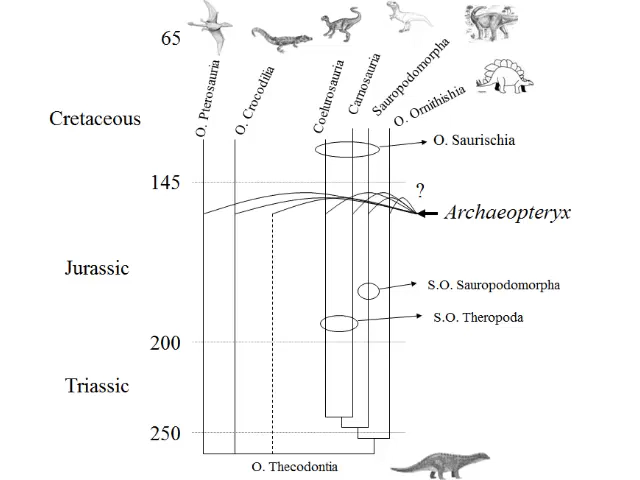 65
O. Pterosauria
O. Crocodilia
Coelurosauria
Carnosauria
Sauropodomorpha
O. Ornithishia
Cretaceous
O. Saurischia
145
?
Archaeopteryx
Jurassic
S.O. Sauropodomorpha
S.O. Theropoda
200
Triassic
250
O. Thecodontia